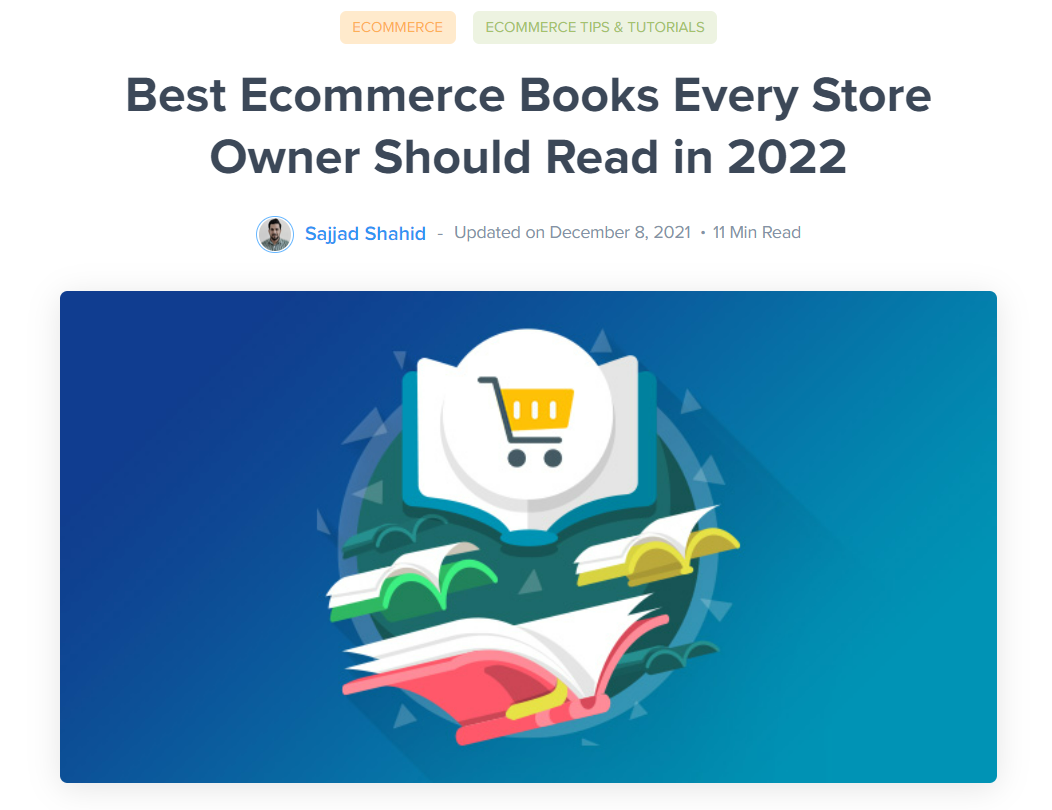 ECOMMERCE ECOMMERCE TIPS & TUTORIALS
Best Ecommerce Books Every Store
Owner Should Read in 2022
Sajjad Shahid - Updated on December 8, 2021 • 11 Min Read